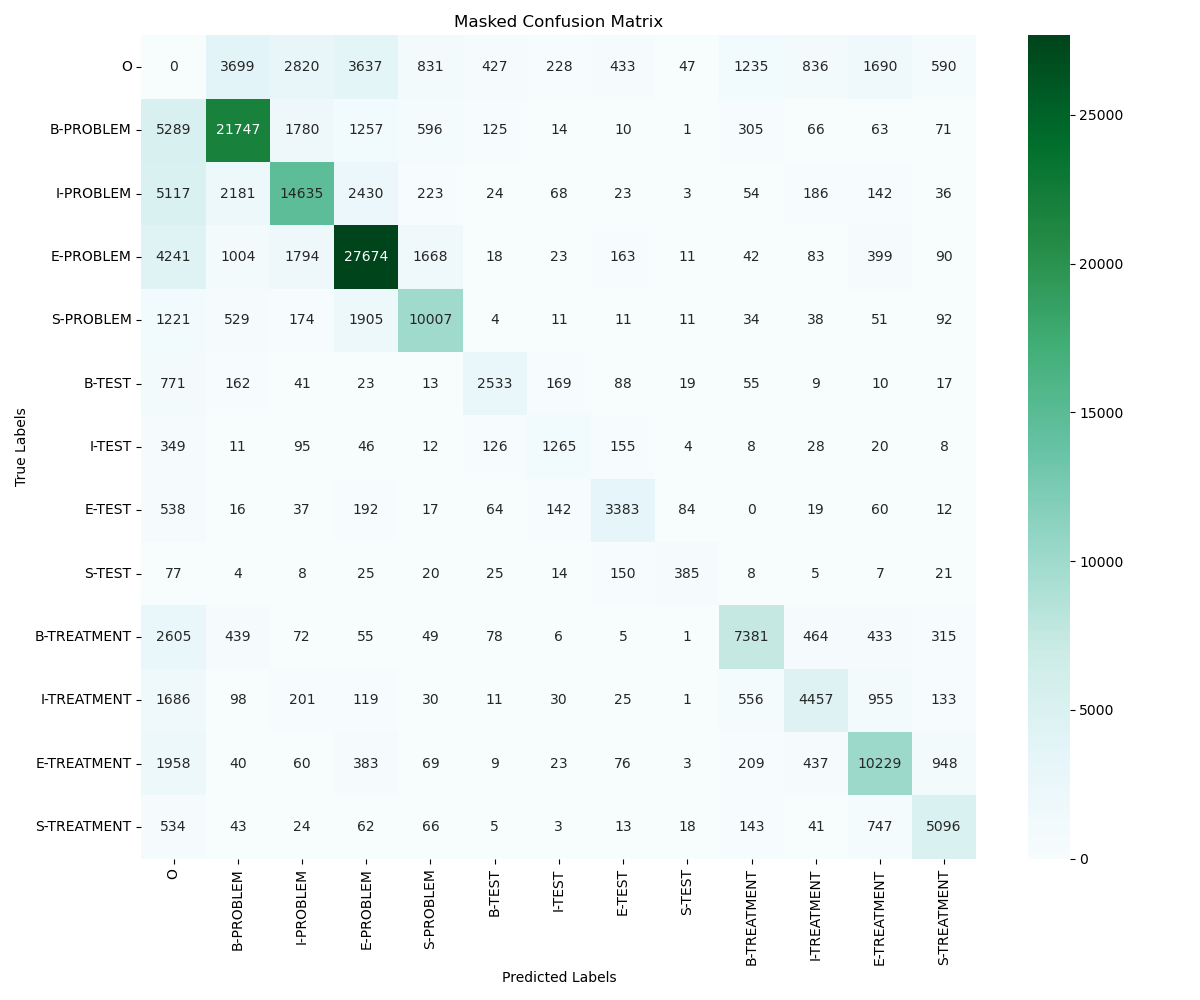 Masked Confusion Matrix
True Labels
O 0 3699 2820 3637 831 427 228 433 47 1235 836 1690 590
B-PROBLEM 5289 21747 1780 1257 596 125 14 10 1 305 66 63 71
I-PROBLEM 5117 2181 14635 2430 223 24 68 23 3 54 186 142 36
E-PROBLEM 4241 1004 1794 27674 1668 18 23 163 11 42 83 399 90
S-PROBLEM 1221 529 174 1905 10007 4 11 11 11 34 38 51 92
B-TEST 771 162 41 23 13 2533 169 88 19 55 9 10 17
I-TEST 349 11 95 46 12 126 1265 155 4 8 28 20 8
E-TEST 538 16 37 192 17 64 142 3383 84 0 19 60 12
S-TEST 77 4 8 25 20 25 14 150 385 8 5 7 21
B-TREATMENT 2605 439 72 55 49 78 6 5 1 7381 464 433 315
I-TREATMENT 1686 98 201 119 30 11 30 25 1 556 4457 955 133
E-TREATMENT 1958 40 60 383 69 9 23 76 3 209 437 10229 948
S-TREATMENT 534 43 24 62 66 5 3 13 18 143 41 747 5096
O B-PROBLEM I-PROBLEM E-PROBLEM S-PROBLEM B-TEST I-TEST E-TEST S-TEST B-TREATMENT I-TREATMENT E-TREATMENT S-TREATMENT
Predicted Labels
25000
20000
15000
10000
5000
0